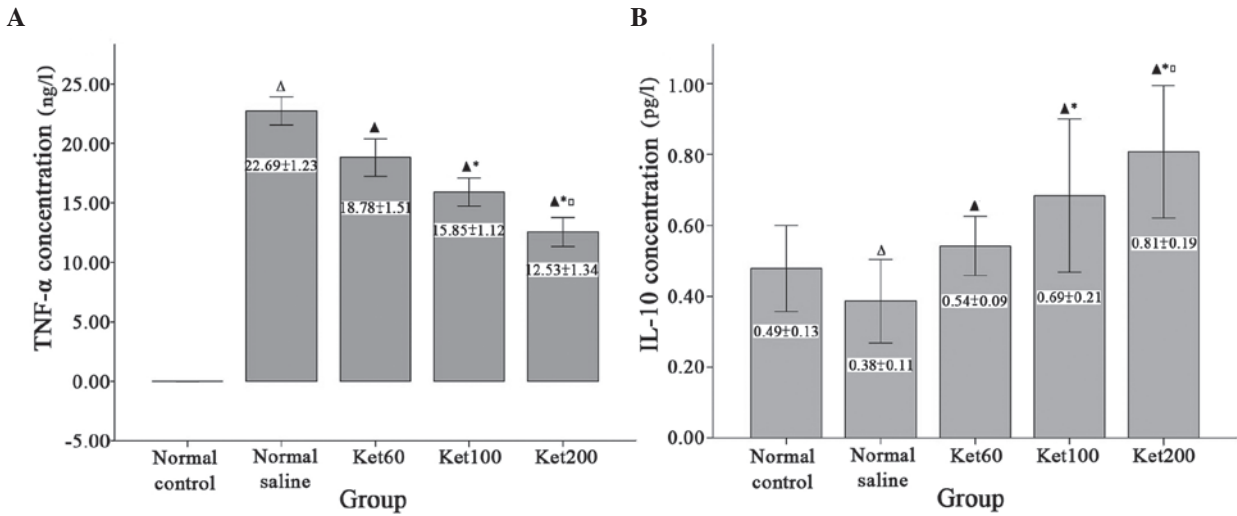 A
TNF-α concentration (ng/l)
25.00
20.00
15.00
10.00
5.00
0.00
-5.00
Δ
▲
▲*
▲*▫
22.69±1.23
18.78±1.51
15.85±1.12
12.53±1.34
Normal control
Normal saline
Ket60
Ket100
Ket200
Group
B
IL-10 concentration (pg/l)
1.00
0.80
0.60
0.40
0.20
0.00
Δ
▲
▲*
▲*▫
0.49±0.13
0.38±0.11
0.54±0.09
0.69±0.21
0.81±0.19
Normal control
Normal saline
Ket60
Ket100
Ket200
Group